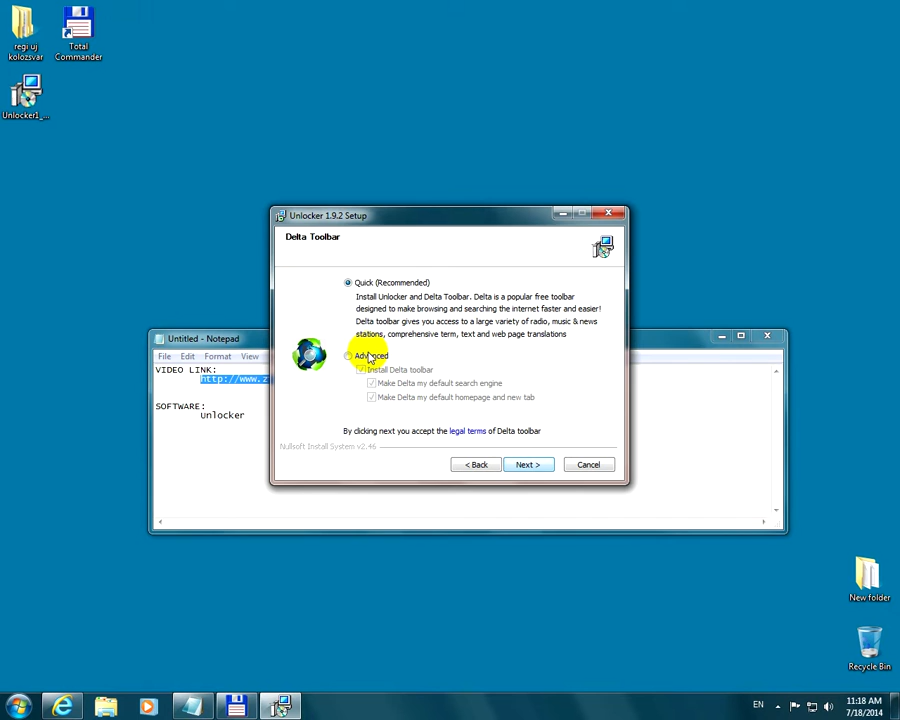 regi uj
kolozsvar
Total
Commander
Unlocker1_...
Unlocker 1.9.2 Setup
Delta Toolbar
Quick (Recommended)
Install Unlocker and Delta Toolbar. Delta is a popular free toolbar
designed to make browsing and searching the internet faster and easier!
Delta toolbar gives you access to a large variety of radio, music & news
stations, comprehensive term, text and web page translations
Advanced
Install Delta toolbar
Make Delta my default search engine
Make Delta my default homepage and new tab
By clicking next you accept the legal terms of Delta toolbar
Nullsoft Install System v2.46
< Back
Next >
Cancel
Untitled - Notepad
File Edit Format View
VIDEO LINK:
http://www.z
SOFTWARE:
Unlocker
New folder
Recycle Bin
EN
11:18 AM
7/18/2014